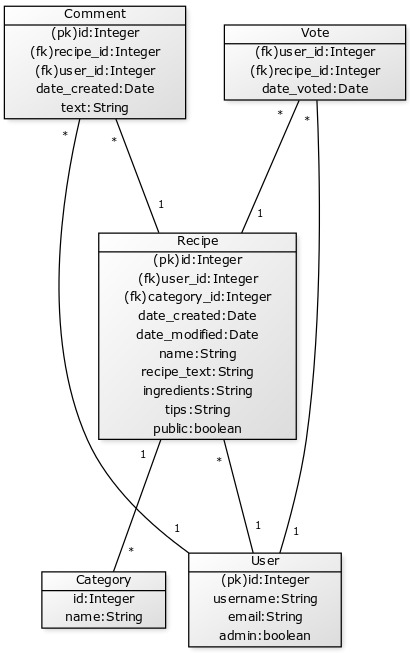 Comment
(pk)id:Integer
(fk)recipe_id:Integer
(fk)user_id:Integer
date_created:Date
text:String
Vote
(fk)user_id:Integer
(fk)recipe_id:Integer
date_voted:Date
*
*
*
*
1
1
Recipe
(pk)id:Integer
(fk)user_id:Integer
(fk)category_id:Integer
date_created:Date
date_modified:Date
name:String
recipe_text:String
ingredients:String
tips:String
public:boolean
1
*
1
1
1
*
Category
id:Integer
name:String
User
(pk)id:Integer
username:String
email:String
admin:boolean